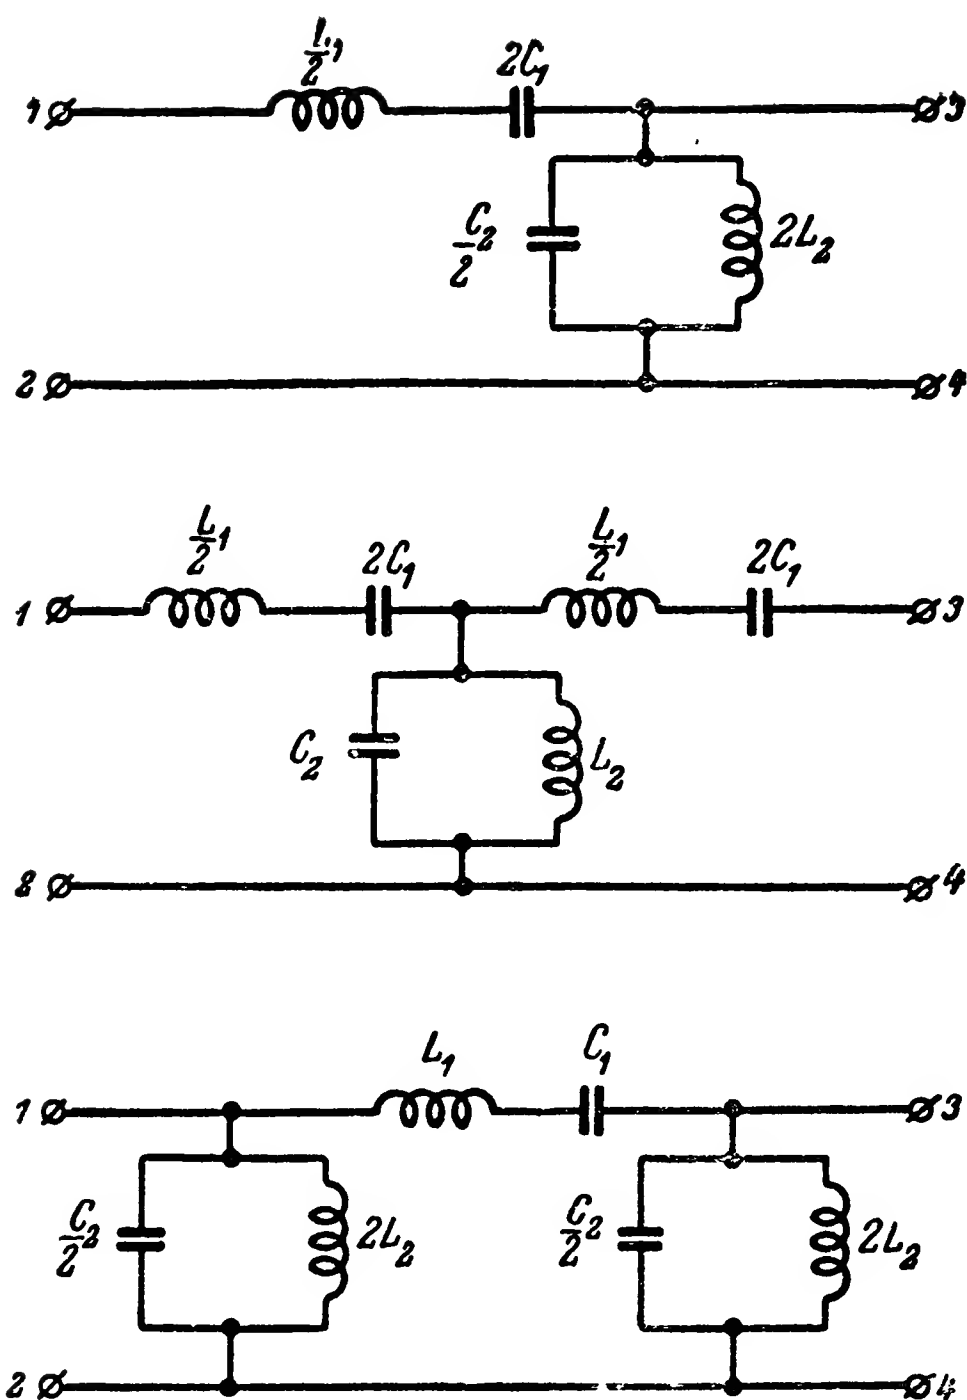 L₁/2 2C₁
1 3
C₂/2 2L₂
2 4
L₁/2 2C₁ L₁/2 2C₁
1 3
C₂ L₂
2 4
L₁ C₁
1 3
C₂/2 2L₂ C₂/2 2L₂
2 4